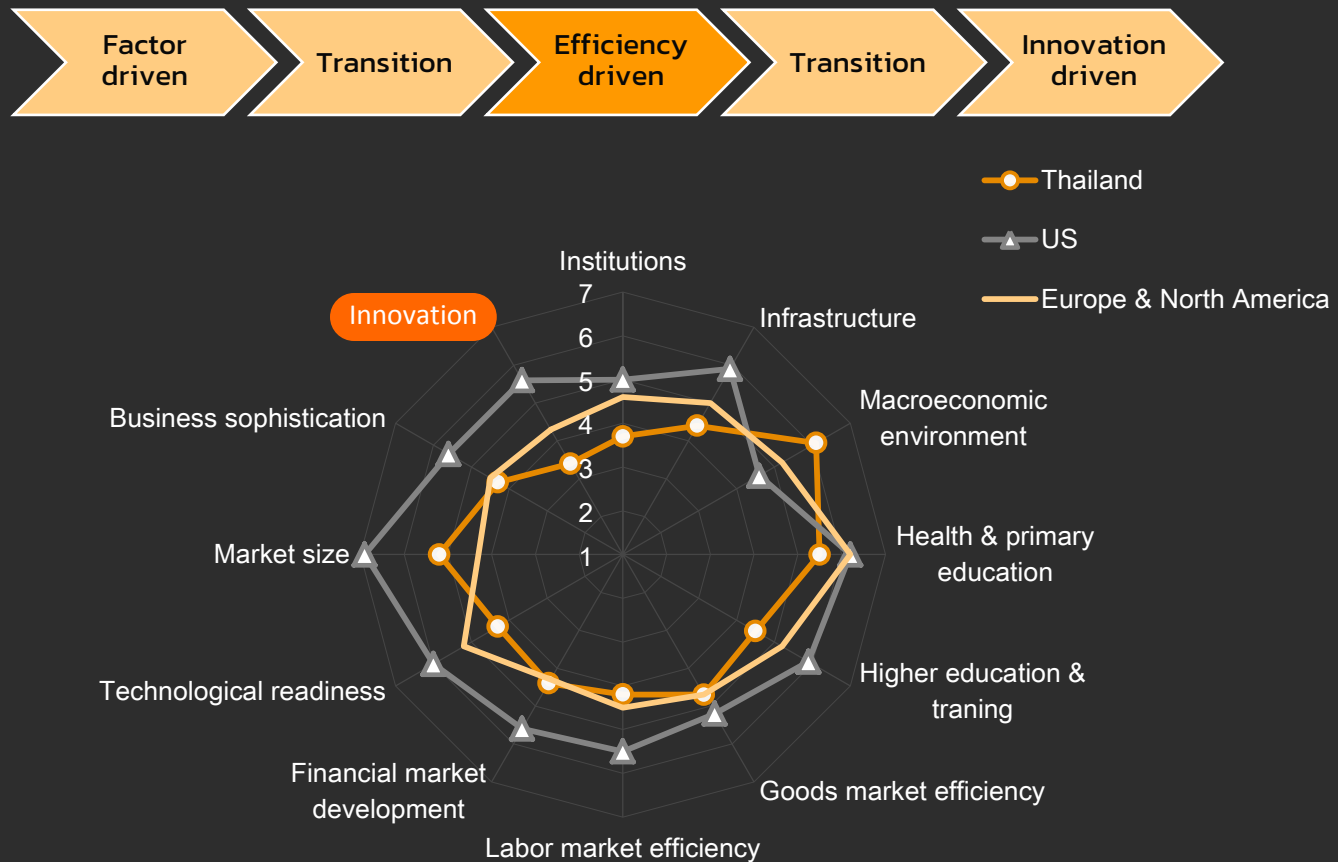 Factor
driven
Transition
Efficiency
driven
Transition
Innovation
driven
Thailand
US
Europe & North America
Institutions
Infrastructure
Macroeconomic
environment
Health & primary
education
Higher education &
traning
Goods market efficiency
Labor market efficiency
Financial market
development
Technological readiness
Market size
Business sophistication
Innovation
7
6
5
4
3
2
1